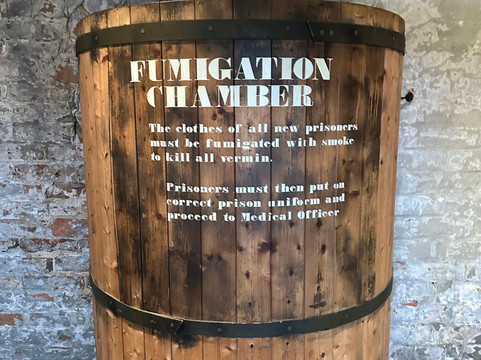 FUMIGATION
CHAMBER
The clothes of all new prisoners
must be fumigated with smoke
to kill all vermin.
Prisoners must then put on
correct prison uniform and
proceed to Medical Officer